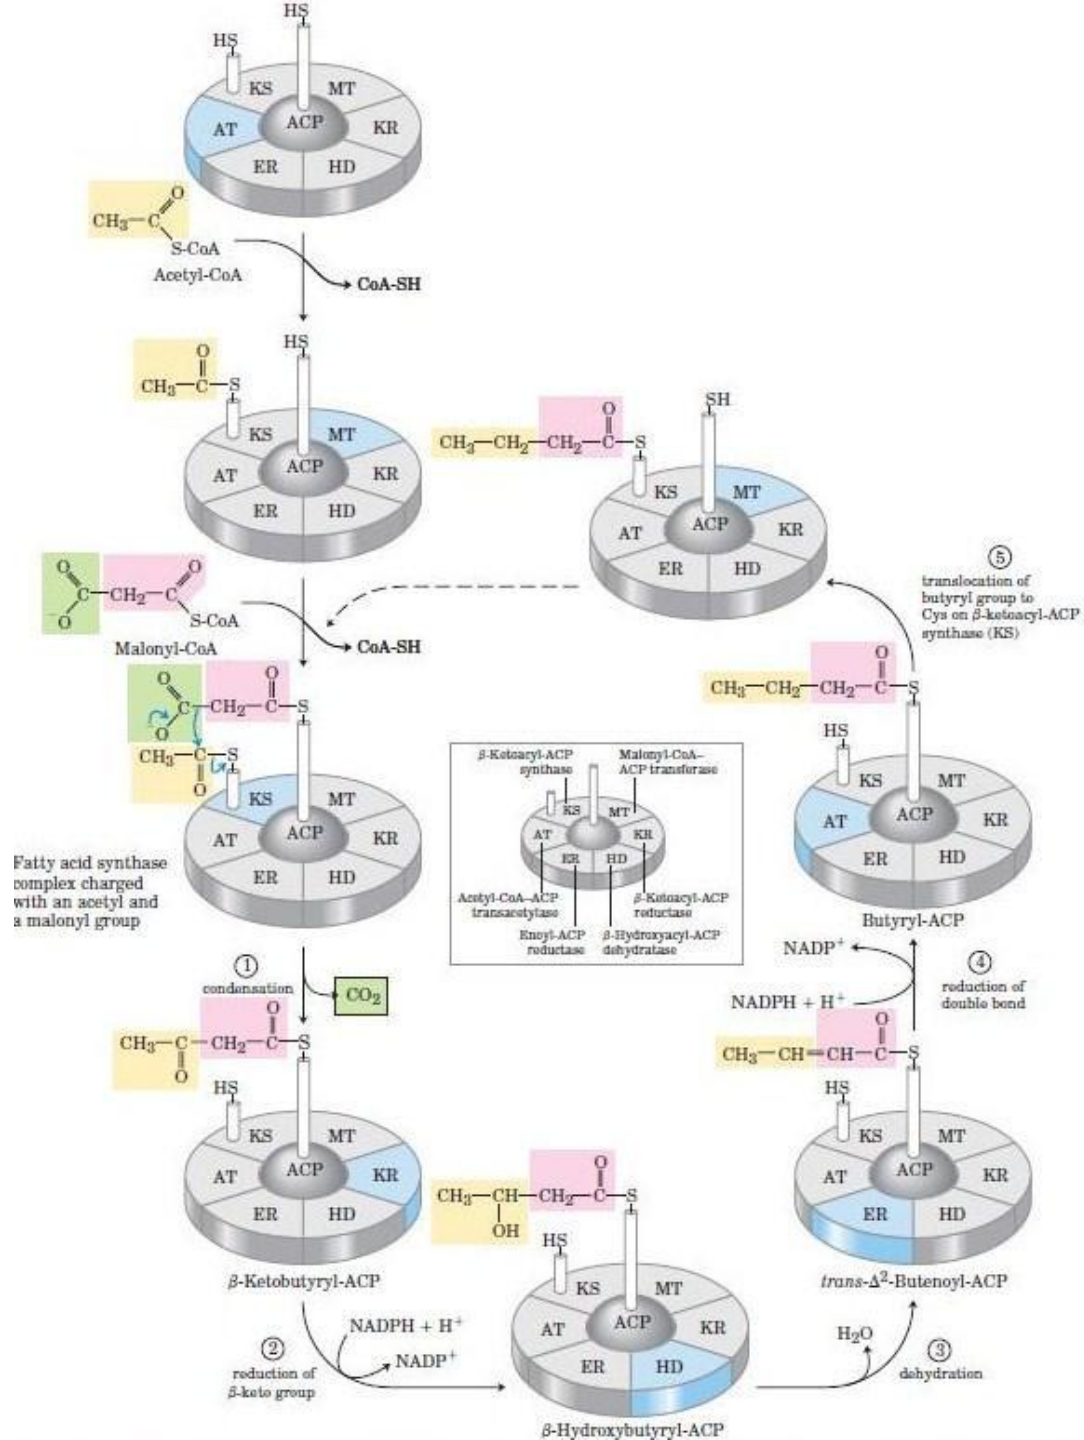 HS
HS
KS
MT
AT
ACP
KR
ER
HD
O
CH₃—C
S-CoA
Acetyl-CoA
CoA-SH
HS
O
CH₃—C—S
KS
MT
AT
ACP
KR
ER
HD
O
CH₃—CH₂—CH₂—C—S
SH
KS
MT
AT
ACP
KR
ER
HD
⑤
translocation of
butyryl group to
Cys on β-ketoacyl-ACP
synthase (KS)
O
O
C—CH₂—C
⁻O
S-CoA
Malonyl-CoA
CoA-SH
O
O
C—CH₂—C—S
O
CH₃—C—S
O
KS
MT
AT
ACP
KR
ER
HD
Fatty acid synthase
complex charged
with an acetyl and
a malonyl group
β-Ketoacyl-ACP
synthase
Malonyl-CoA–
ACP transferase
KS
MT
AT
KR
ER
HD
Acetyl-CoA–ACP
transacetylase
β-Ketoacyl-ACP
reductase
Enoyl-ACP
reductase
β-Hydroxyacyl-ACP
dehydratase
O
CH₃—CH₂—CH₂—C—S
HS
KS
MT
AT
ACP
KR
ER
HD
Butyryl-ACP
①
condensation
CO₂
NADP⁺
NADPH + H⁺
④
reduction of
double bond
O
CH₃—C—CH₂—C—S
O
HS
KS
MT
AT
ACP
KR
ER
HD
β-Ketobutyryl-ACP
O
CH₃—CH=CH—C—S
HS
KS
MT
AT
ACP
KR
ER
HD
trans-Δ²-Butenoyl-ACP
②
reduction of
β-keto group
NADPH + H⁺
NADP⁺
O
CH₃—CH—CH₂—C—S
OH
HS
KS
MT
AT
ACP
KR
ER
HD
β-Hydroxybutyryl-ACP
H₂O
③
dehydration